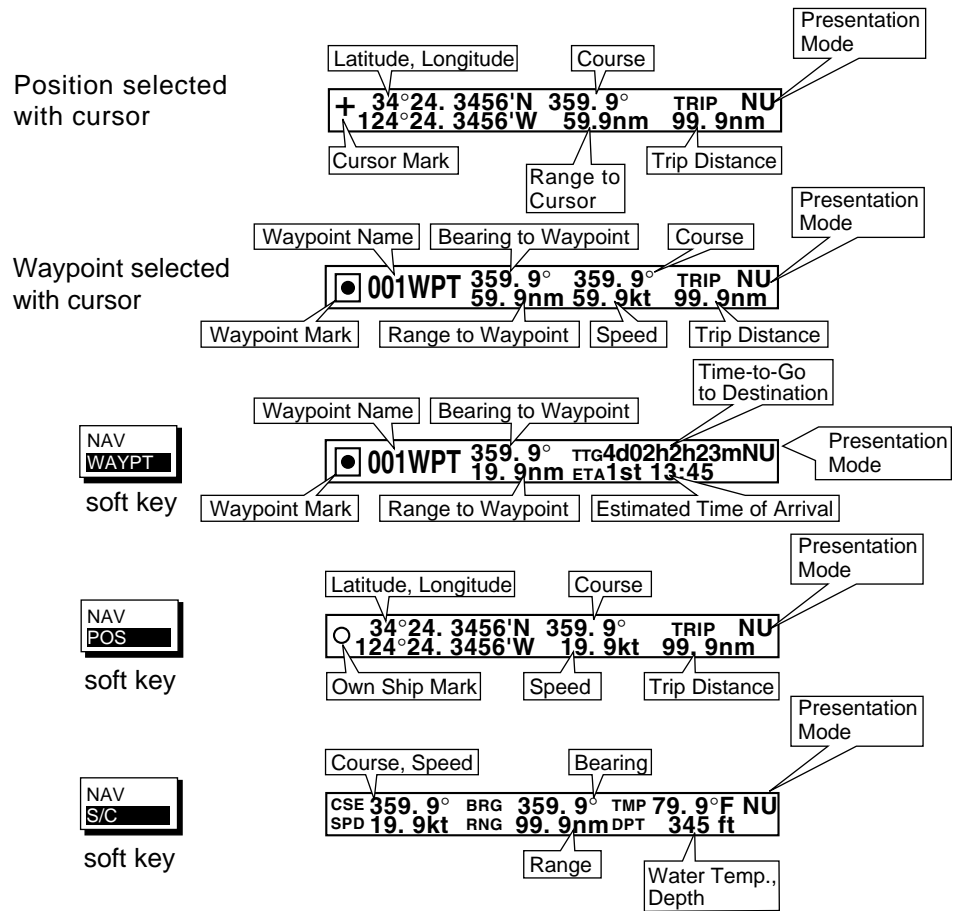 Presentation
Mode
Latitude, Longitude
Course
Position selected
with cursor
+ 34°24. 3456'N 359. 9° TRIP NU
124°24. 3456'W 59.9nm 99. 9nm
Cursor Mark
Range to
Cursor
Trip Distance
Presentation
Mode
Waypoint Name
Bearing to Waypoint
Course
Waypoint selected
with cursor
001WPT 359. 9° 359. 9° TRIP NU
59. 9nm 59. 9kt 99. 9nm
Waypoint Mark
Range to Waypoint
Speed
Trip Distance
Time-to-Go
to Destination
Waypoint Name
Bearing to Waypoint
Presentation
Mode
NAV
WAYPT
soft key
001WPT 359. 9° TTG4d02h2h23mNU
19. 9nm ETA1st 13:45
Waypoint Mark
Range to Waypoint
Estimated Time of Arrival
Presentation
Mode
Latitude, Longitude
Course
NAV
POS
soft key
34°24. 3456'N 359. 9° TRIP NU
124°24. 3456'W 19. 9kt 99. 9nm
Own Ship Mark
Speed
Trip Distance
Presentation
Mode
Course, Speed
Bearing
NAV
S/C
soft key
CSE 359. 9° BRG 359. 9° TMP 79. 9°F NU
SPD 19. 9kt RNG 99. 9nm DPT 345 ft
Range
Water Temp.,
Depth